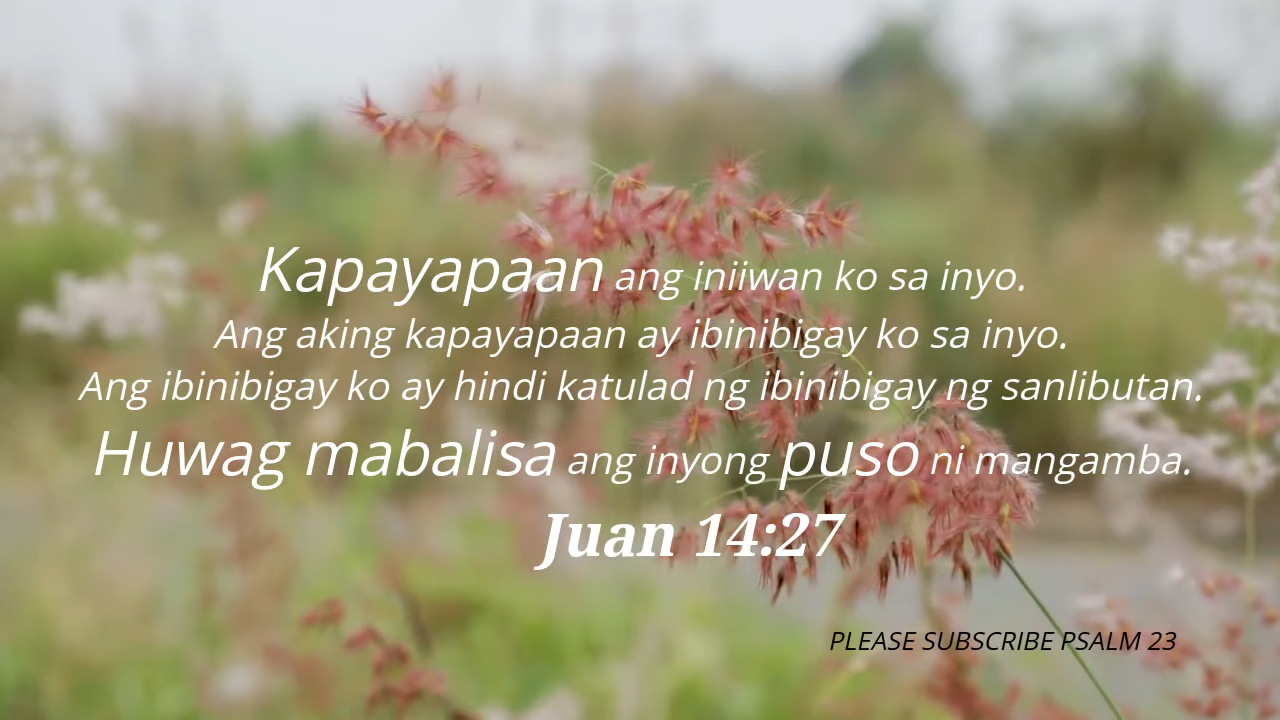 Kapayapaan ang iniiwan ko sa inyo.
Ang aking kapayapaan ay ibinibigay ko sa inyo.
Ang ibinibigay ko ay hindi katulad ng ibinibigay ng sanlibutan.
Huwag mabalisa ang inyong puso ni mangamba.
Juan 14:27
PLEASE SUBSCRIBE PSALM 23